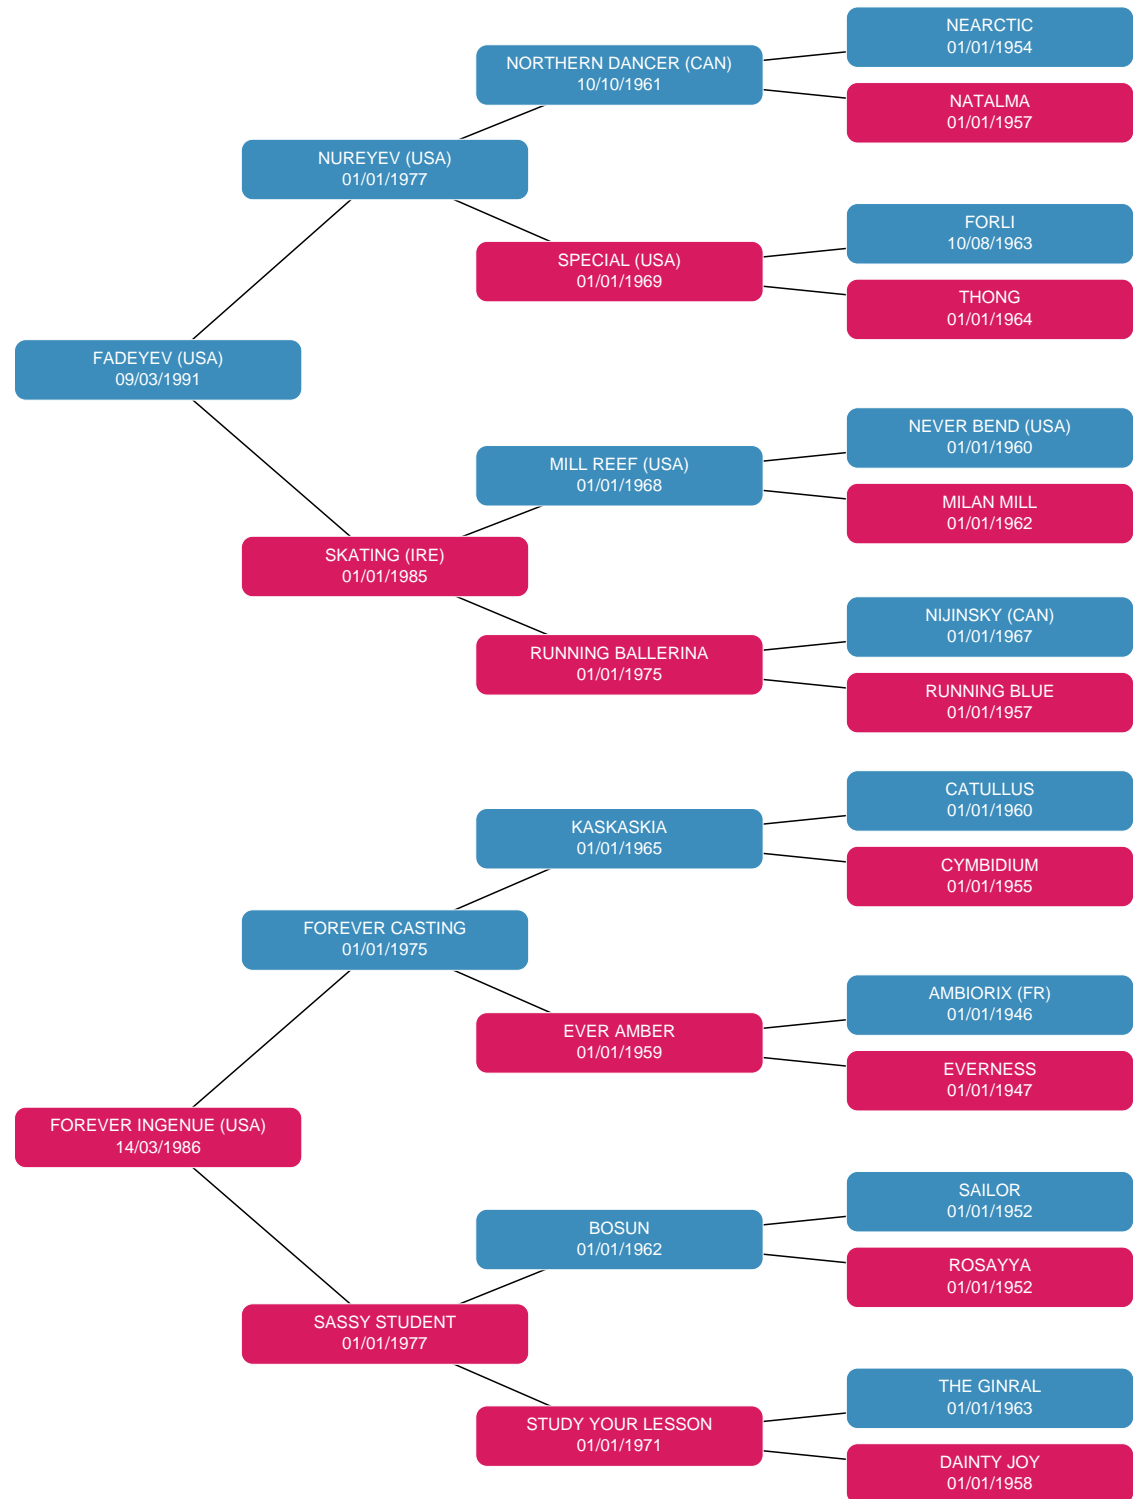 NEARCTIC
01/01/1954
NORTHERN DANCER (CAN)
10/10/1961
NATALMA
01/01/1957
NUREYEV (USA)
01/01/1977
FORLI
10/08/1963
SPECIAL (USA)
01/01/1969
THONG
01/01/1964
FADEYEV (USA)
09/03/1991
NEVER BEND (USA)
01/01/1960
MILL REEF (USA)
01/01/1968
MILAN MILL
01/01/1962
SKATING (IRE)
01/01/1985
NIJINSKY (CAN)
01/01/1967
RUNNING BALLERINA
01/01/1975
RUNNING BLUE
01/01/1957
CATULLUS
01/01/1960
KASKASKIA
01/01/1965
CYMBIDIUM
01/01/1955
FOREVER CASTING
01/01/1975
AMBIORIX (FR)
01/01/1946
EVER AMBER
01/01/1959
EVERNESS
01/01/1947
FOREVER INGENUE (USA)
14/03/1986
SAILOR
01/01/1952
BOSUN
01/01/1962
ROSAYYA
01/01/1952
SASSY STUDENT
01/01/1977
THE GINRAL
01/01/1963
STUDY YOUR LESSON
01/01/1971
DAINTY JOY
01/01/1958